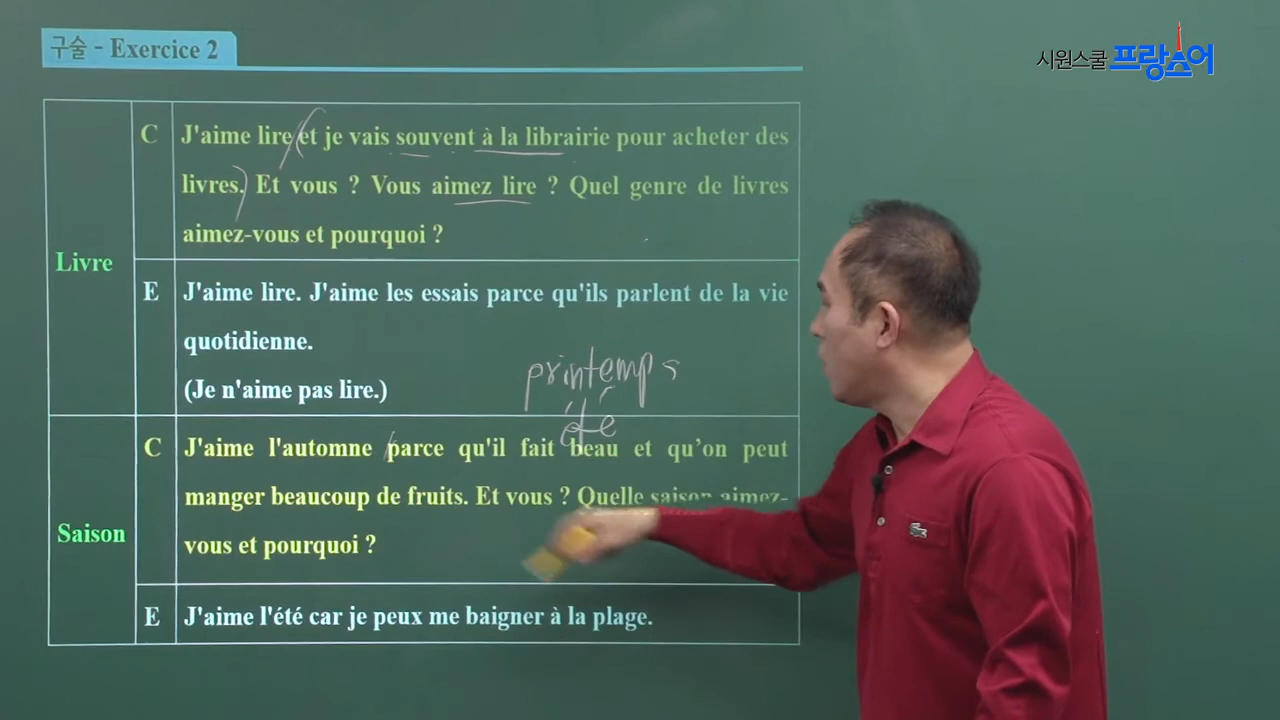 구술 - Exercice 2
시원스쿨 프랑스어
C J'aime lire et je vais souvent à la librairie pour acheter des
livres. Et vous ? Vous aimez lire ? Quel genre de livres
aimez-vous et pourquoi ?
Livre
E J'aime lire. J'aime les essais parce qu'ils parlent de la vie
quotidienne.
(Je n'aime pas lire.)
printemps
été
C J'aime l'automne parce qu'il fait beau et qu'on peut
manger beaucoup de fruits. Et vous ? Quelle saison aimez-
vous et pourquoi ?
Saison
E J'aime l'été car je peux me baigner à la plage.